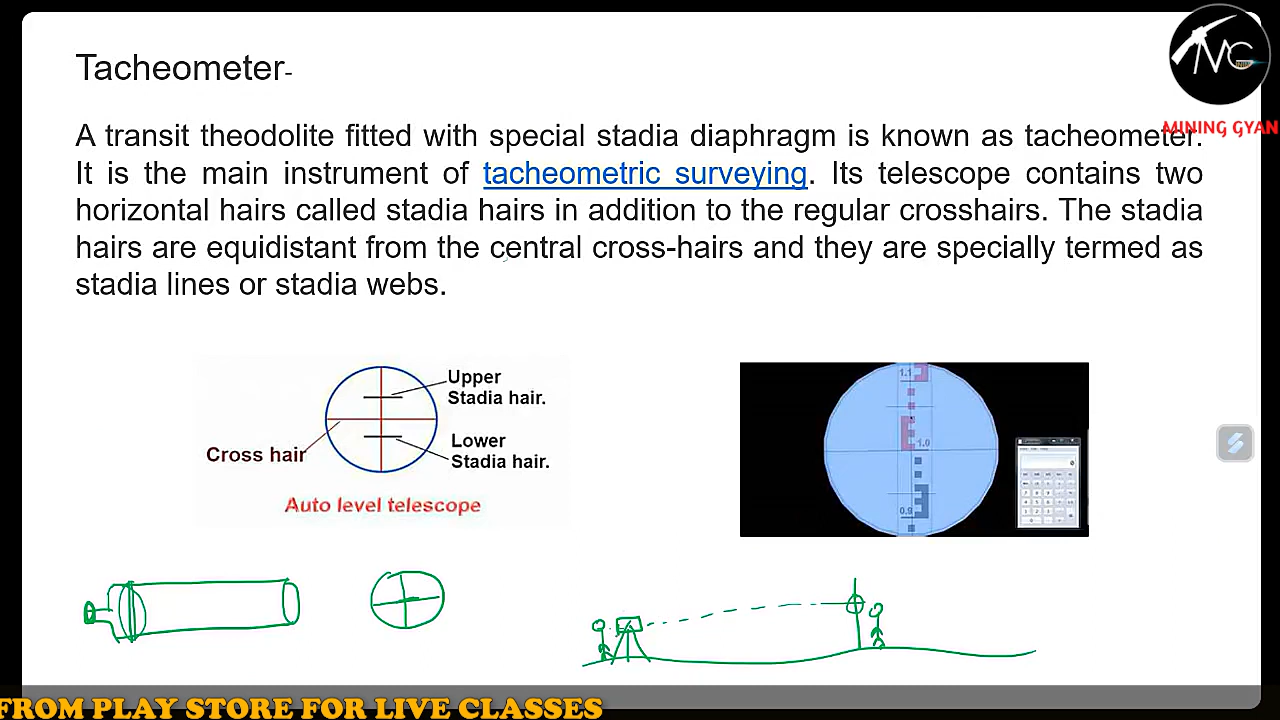 Tacheometer-
MG
MINING GYAN
A transit theodolite fitted with special stadia diaphragm is known as tacheometer.
It is the main instrument of tacheometric surveying. Its telescope contains two
horizontal hairs called stadia hairs in addition to the regular crosshairs. The stadia
hairs are equidistant from the central cross-hairs and they are specially termed as
stadia lines or stadia webs.
Upper
Stadia hair.
Cross hair
Lower
Stadia hair.
Auto level telescope
1.1
1.0
0.9
FROM PLAY STORE FOR LIVE CLASSES